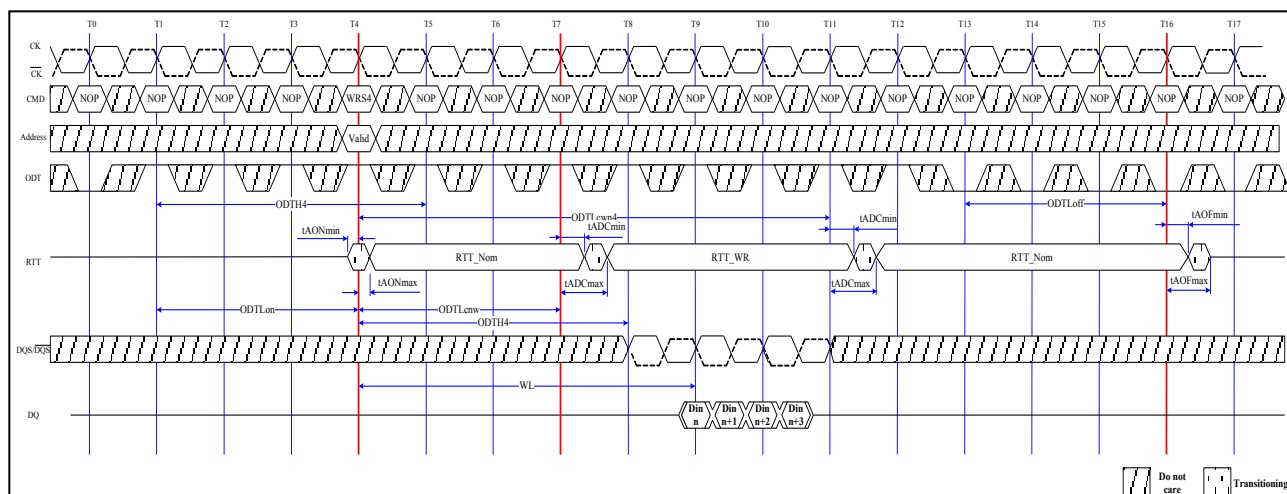 T0 T1 T2 T3 T4 T5 T6 T7 T8 T9 T10 T11 T12 T13 T14 T15 T16 T17
CK
CK
CMD NOP NOP NOP NOP WRS4 NOP NOP NOP NOP NOP NOP NOP NOP NOP NOP NOP NOP NOP
Address Valid
ODT
ODTH4 ODTLoff
ODTLcwn4
tADCmin tADCmin tAOFmin
tAONmin
RTT RTT_Nom RTT_WR RTT_Nom
tAONmax tADCmax tADCmax tAOFmax
ODTLon ODTLcnw
ODTH4
DQS/DQS
WL
DQ Din n Din n+1 Din n+2 Din n+3
Do not care Transitioning